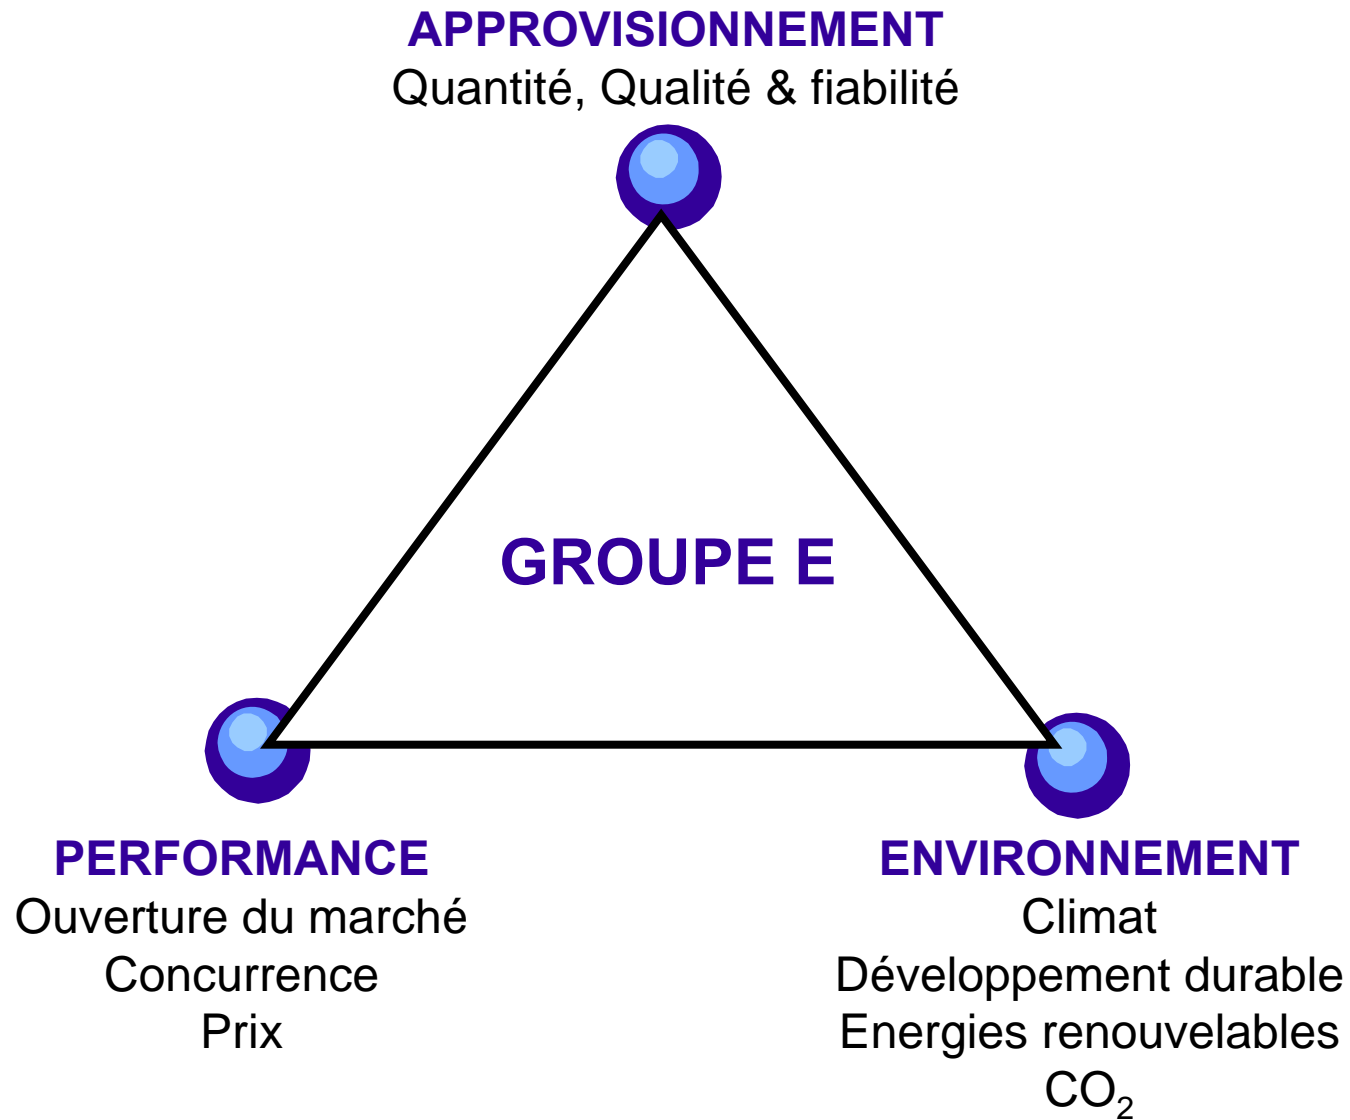 APPROVISIONNEMENT
Quantité, Qualité & fiabilité
GROUPE E
PERFORMANCE
Ouverture du marché
Concurrence
Prix
ENVIRONNEMENT
Climat
Développement durable
Energies renouvelables
CO₂